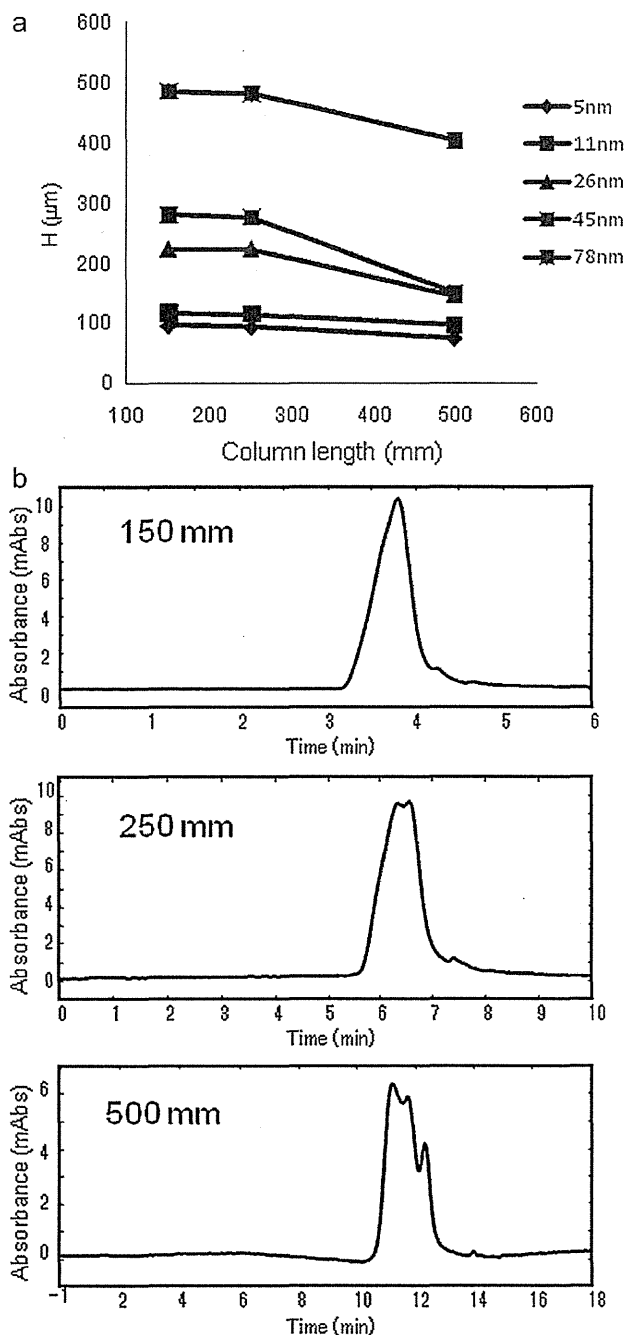 a
600
500
400
300
200
100
0
H (μm)
100 200 300 400 500 600
Column length (mm)
5nm
11nm
26nm
45nm
78nm
b
150 mm
10
8
6
4
2
0
Absorbance (mAbs)
0 1 2 3 4 5 6
Time (min)
250 mm
10
8
6
4
2
0
Absorbance (mAbs)
0 1 2 3 4 5 6 7 8 9 10
Time (min)
500 mm
6
4
2
0
Absorbance (mAbs)
-1 2 4 6 8 10 12 14 16 18
Time (min)